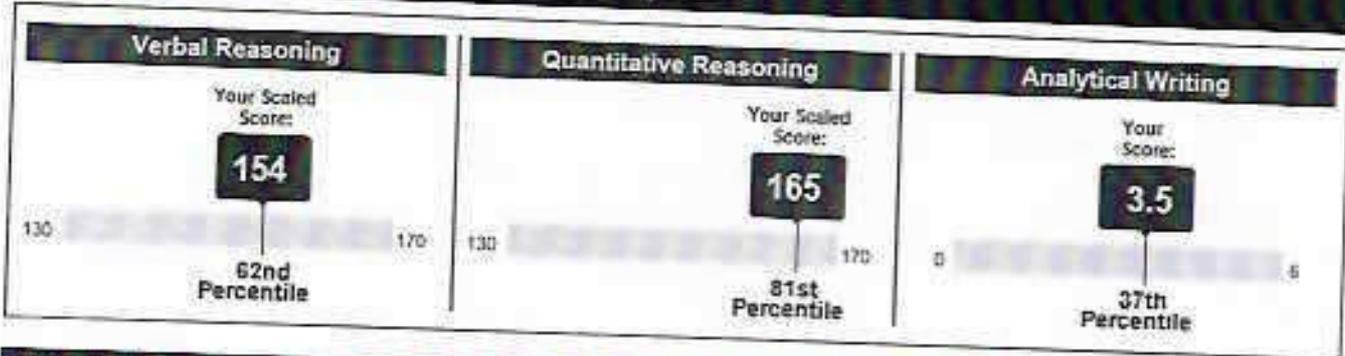 Verbal Reasoning
Your Scaled
Score:
154
130
170
62nd
Percentile
Quantitative Reasoning
Your Scaled
Score:
165
130
170
81st
Percentile
Analytical Writing
Your
Score:
3.5
0
6
37th
Percentile